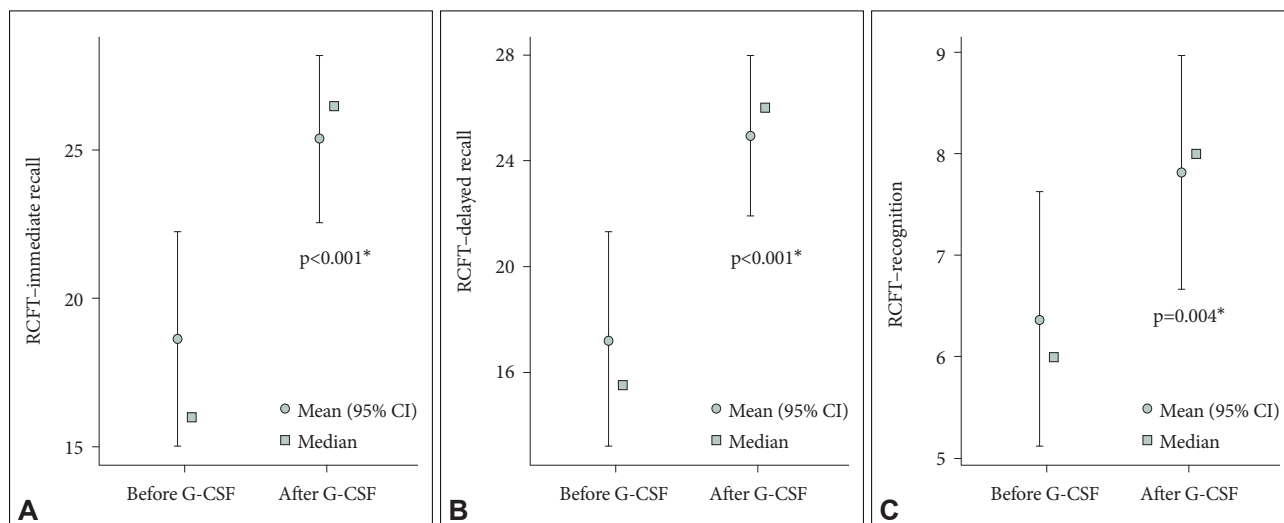 RCFT–immediate recall
25
20
15
p<0.001*
Mean (95% CI)
Median
Before G-CSF
After G-CSF
A
RCFT–delayed recall
28
24
20
16
p<0.001*
Mean (95% CI)
Median
Before G-CSF
After G-CSF
B
RCFT–recognition
9
8
7
6
5
p=0.004*
Mean (95% CI)
Median
Before G-CSF
After G-CSF
C